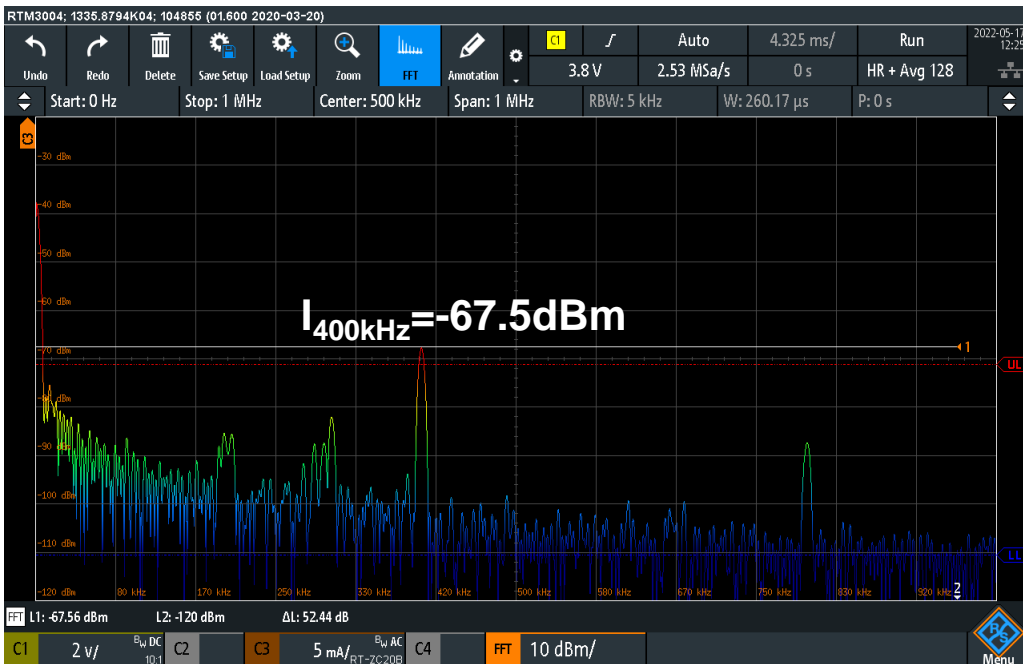 RTM3004; 1335.8794K04; 104855 (01.600 2020-03-20)
Undo Redo Delete Save Setup Load Setup Zoom FFT Annotation
C1 Auto 4.325 ms/ Run
3.8 V 2.53 MSa/s 0 s HR + Avg 128
2022-05-17
12:25
Start: 0 Hz Stop: 1 MHz Center: 500 kHz Span: 1 MHz RBW: 5 kHz W: 260.17 µs P: 0 s
C3
-30 dBm
-40 dBm
-50 dBm
-60 dBm
I400kHz=-67.5dBm
1
-70 dBm
UL
-80 dBm
-90 dBm
-100 dBm
-110 dBm
LL
-120 dBm 80 kHz 170 kHz 250 kHz 330 kHz 420 kHz 500 kHz 580 kHz 670 kHz 750 kHz 830 kHz 920 kHz 2
FFT L1: -67.56 dBm L2: -120 dBm ΔL: 52.44 dB
C1 2 V/ BW DC 10:1 C2 C3 5 mA/ BW AC RT-ZC20B C4 FFT 10 dBm/
R&S
Menu